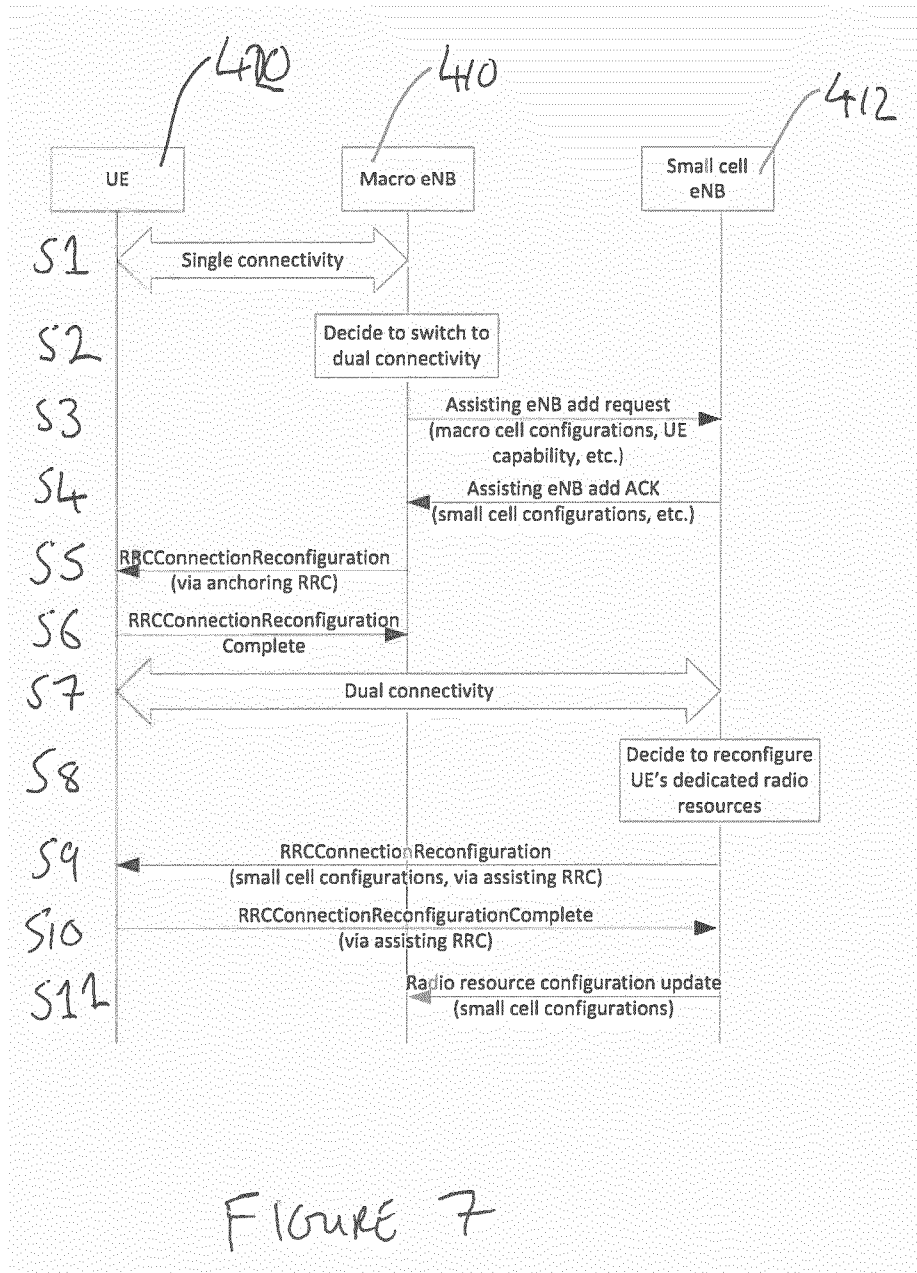 420
410
412
UE
Macro eNB
Small cell
eNB
S1
Single connectivity
S2
Decide to switch to
dual connectivity
S3
Assisting eNB add request
(macro cell configurations, UE
capability, etc.)
S4
Assisting eNB add ACK
(small cell configurations, etc.)
S5
RRCConnectionReconfiguration
(via anchoring RRC)
S6
RRCConnectionReconfiguration
Complete
S7
Dual connectivity
S8
Decide to reconfigure
UE's dedicated radio
resources
S9
RRCConnectionReconfiguration
(small cell configurations, via assisting RRC)
S10
RRCConnectionReconfigurationComplete
(via assisting RRC)
S11
Radio resource configuration update
(small cell configurations)
FIGURE 7